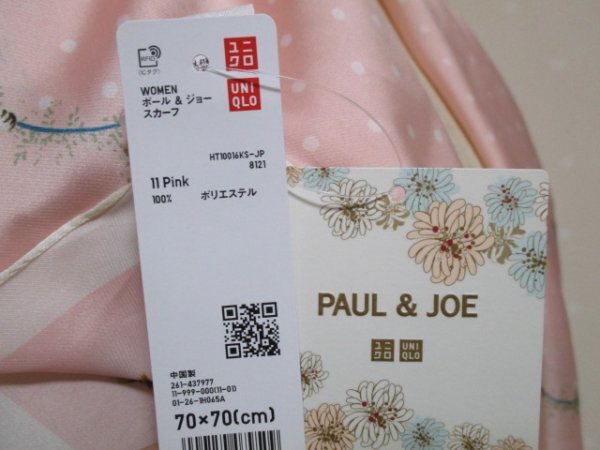 RFID
(ICタグ)
ユニ
クロ
UNI
QLO
WOMEN
ポール & ジョー
スカーフ
HT10016KS-JP
8121
11 Pink
100% ポリエステル
中国製
261-437977
11-999-000(11-01)
01-26-1H065A
70×70(cm)
PAUL & JOE
ユニ
クロ
UNI
QLO